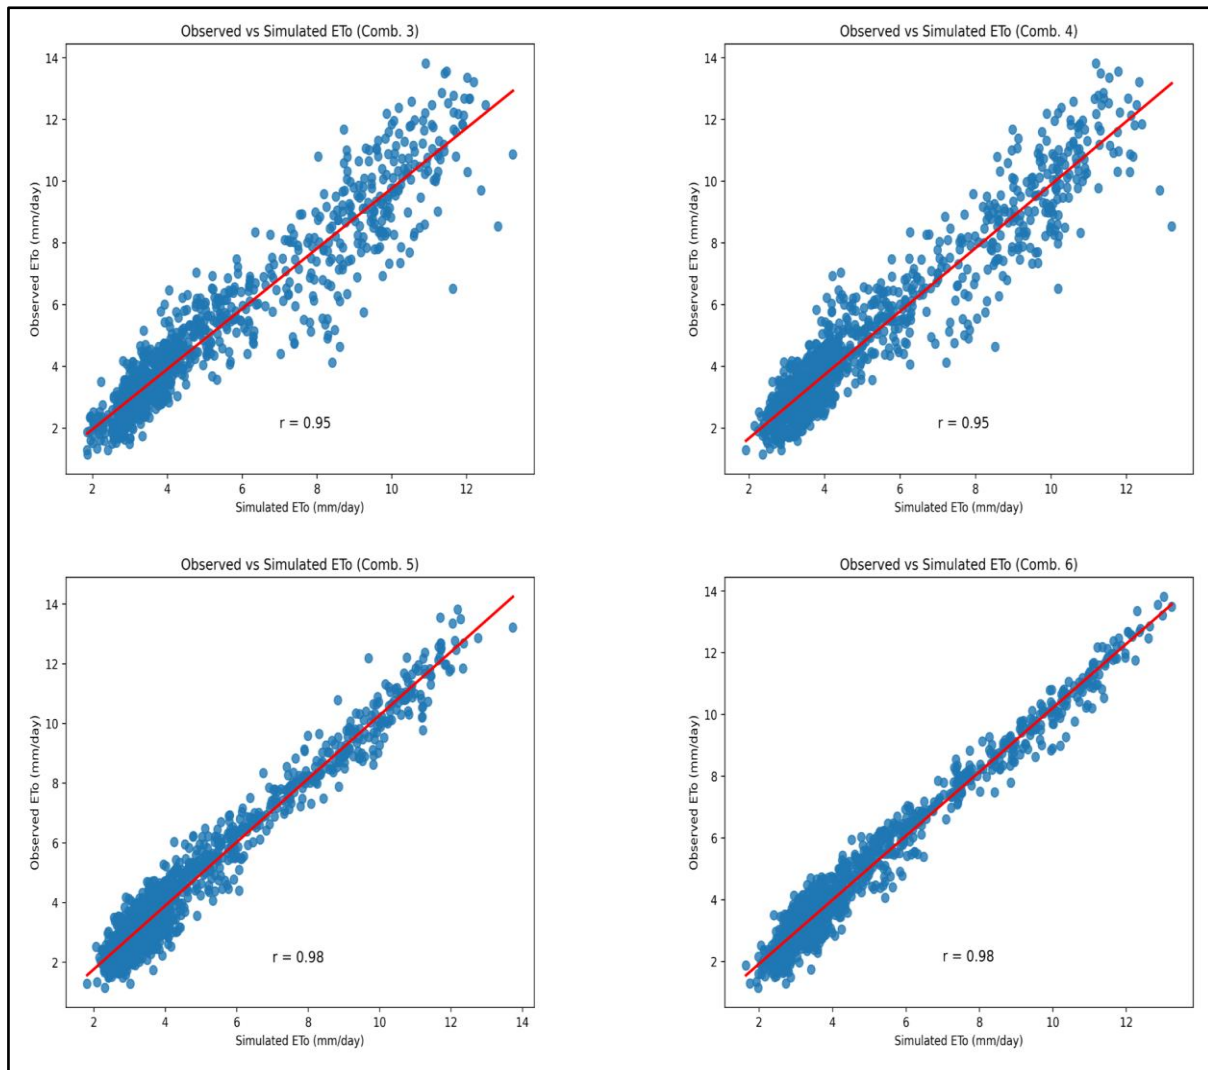 Observed vs Simulated ETo (Comb. 3)
14
12
10
8
6
4
2
Observed ETo (mm/day)
r = 0.95
2 4 6 8 10 12
Simulated ETo (mm/day)
Observed vs Simulated ETo (Comb. 4)
14
12
10
8
6
4
2
Observed ETo (mm/day)
r = 0.95
2 4 6 8 10 12
Simulated ETo (mm/day)
Observed vs Simulated ETo (Comb. 5)
14
12
10
8
6
4
2
Observed ETo (mm/day)
r = 0.98
2 4 6 8 10 12 14
Simulated ETo (mm/day)
Observed vs Simulated ETo (Comb. 6)
14
12
10
8
6
4
2
Observed ETo (mm/day)
r = 0.98
2 4 6 8 10 12
Simulated ETo (mm/day)